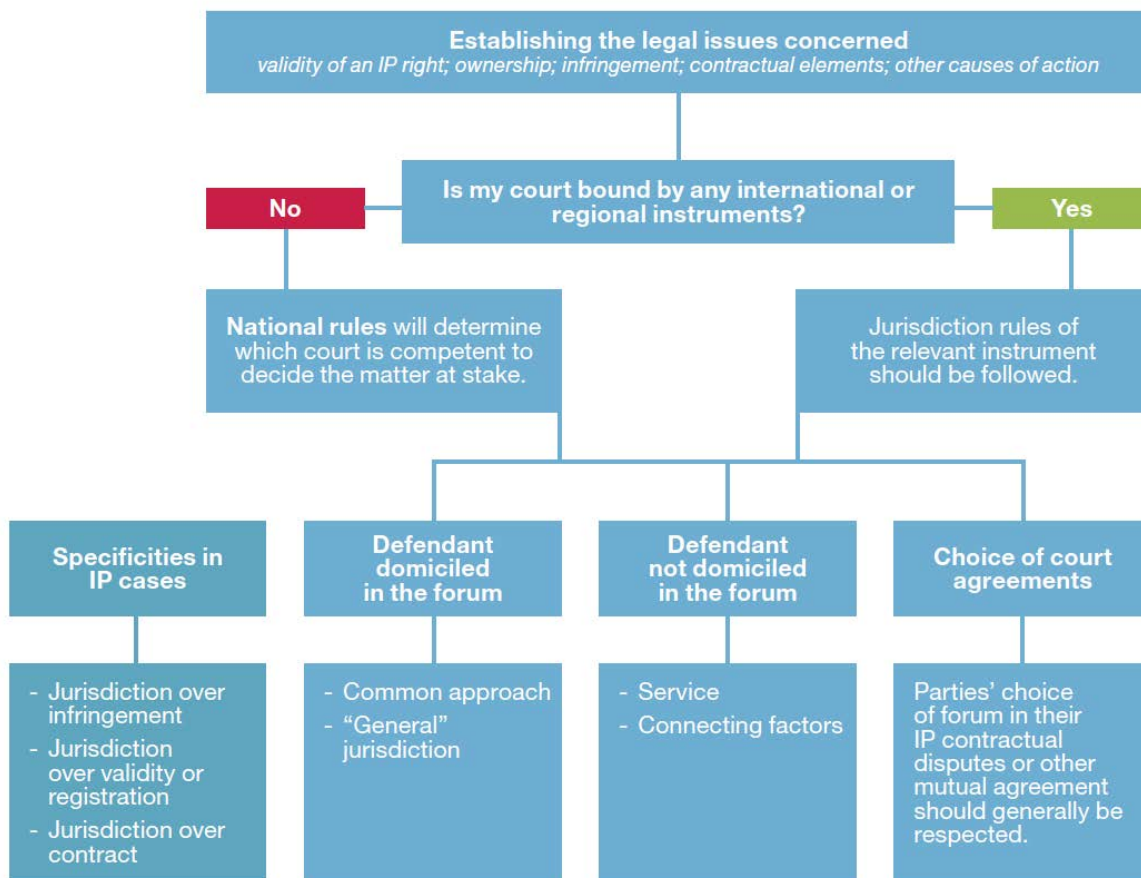 Establishing the legal issues concerned
validity of an IP right; ownership; infringement; contractual elements; other causes of action
Is my court bound by any international or
regional instruments?
No
Yes
National rules will determine
which court is competent to
decide the matter at stake.
Jurisdiction rules of
the relevant instrument
should be followed.
Specificities in
IP cases
Defendant
domiciled
in the forum
Defendant
not domiciled
in the forum
Choice of court
agreements
- Jurisdiction over
infringement
- Jurisdiction
over validity or
registration
- Jurisdiction over
contract
- Common approach
- “General”
jurisdiction
- Service
- Connecting factors
Parties’ choice
of forum in their
IP contractual
disputes or other
mutual agreement
should generally be
respected.